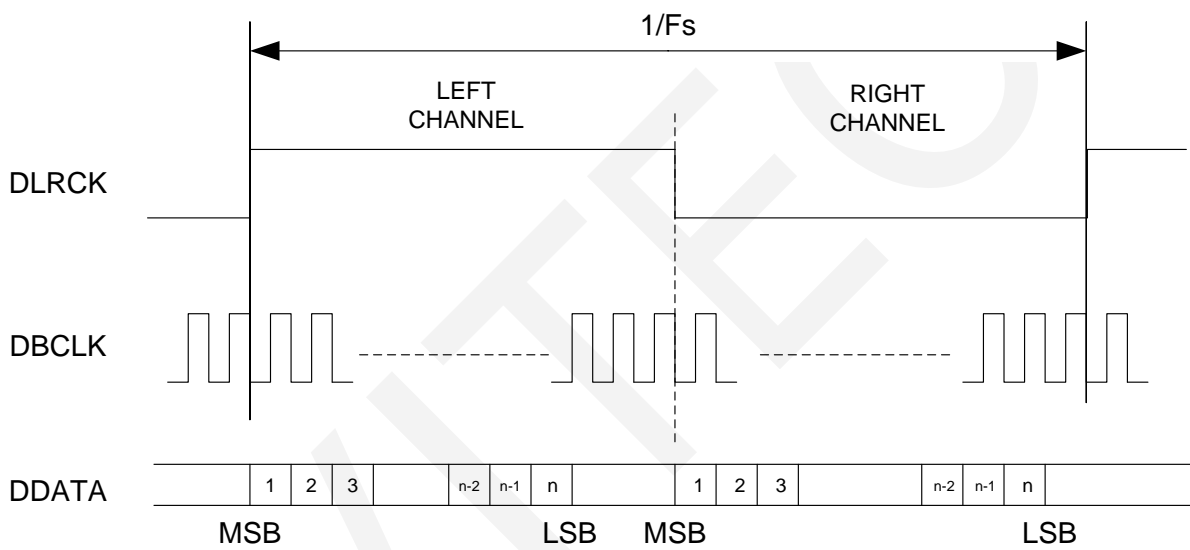 1/Fs
LEFT
CHANNEL
RIGHT
CHANNEL
DLRCK
DBCLK
DDATA
1 2 3 n-2 n-1 n 1 2 3 n-2 n-1 n
MSB LSB MSB LSB